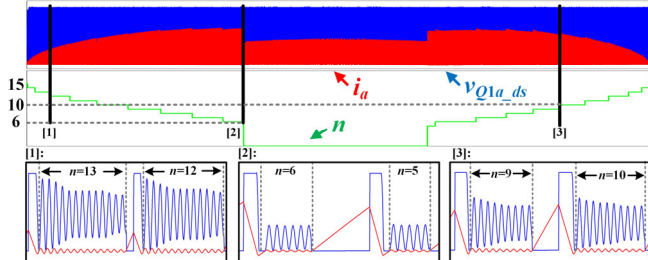 i_a
v_Q1a_ds
15
10
6
n
[1]
[2]
[3]
[1]:
n=13
n=12
[2]:
n=6
n=5
[3]:
n=9
n=10